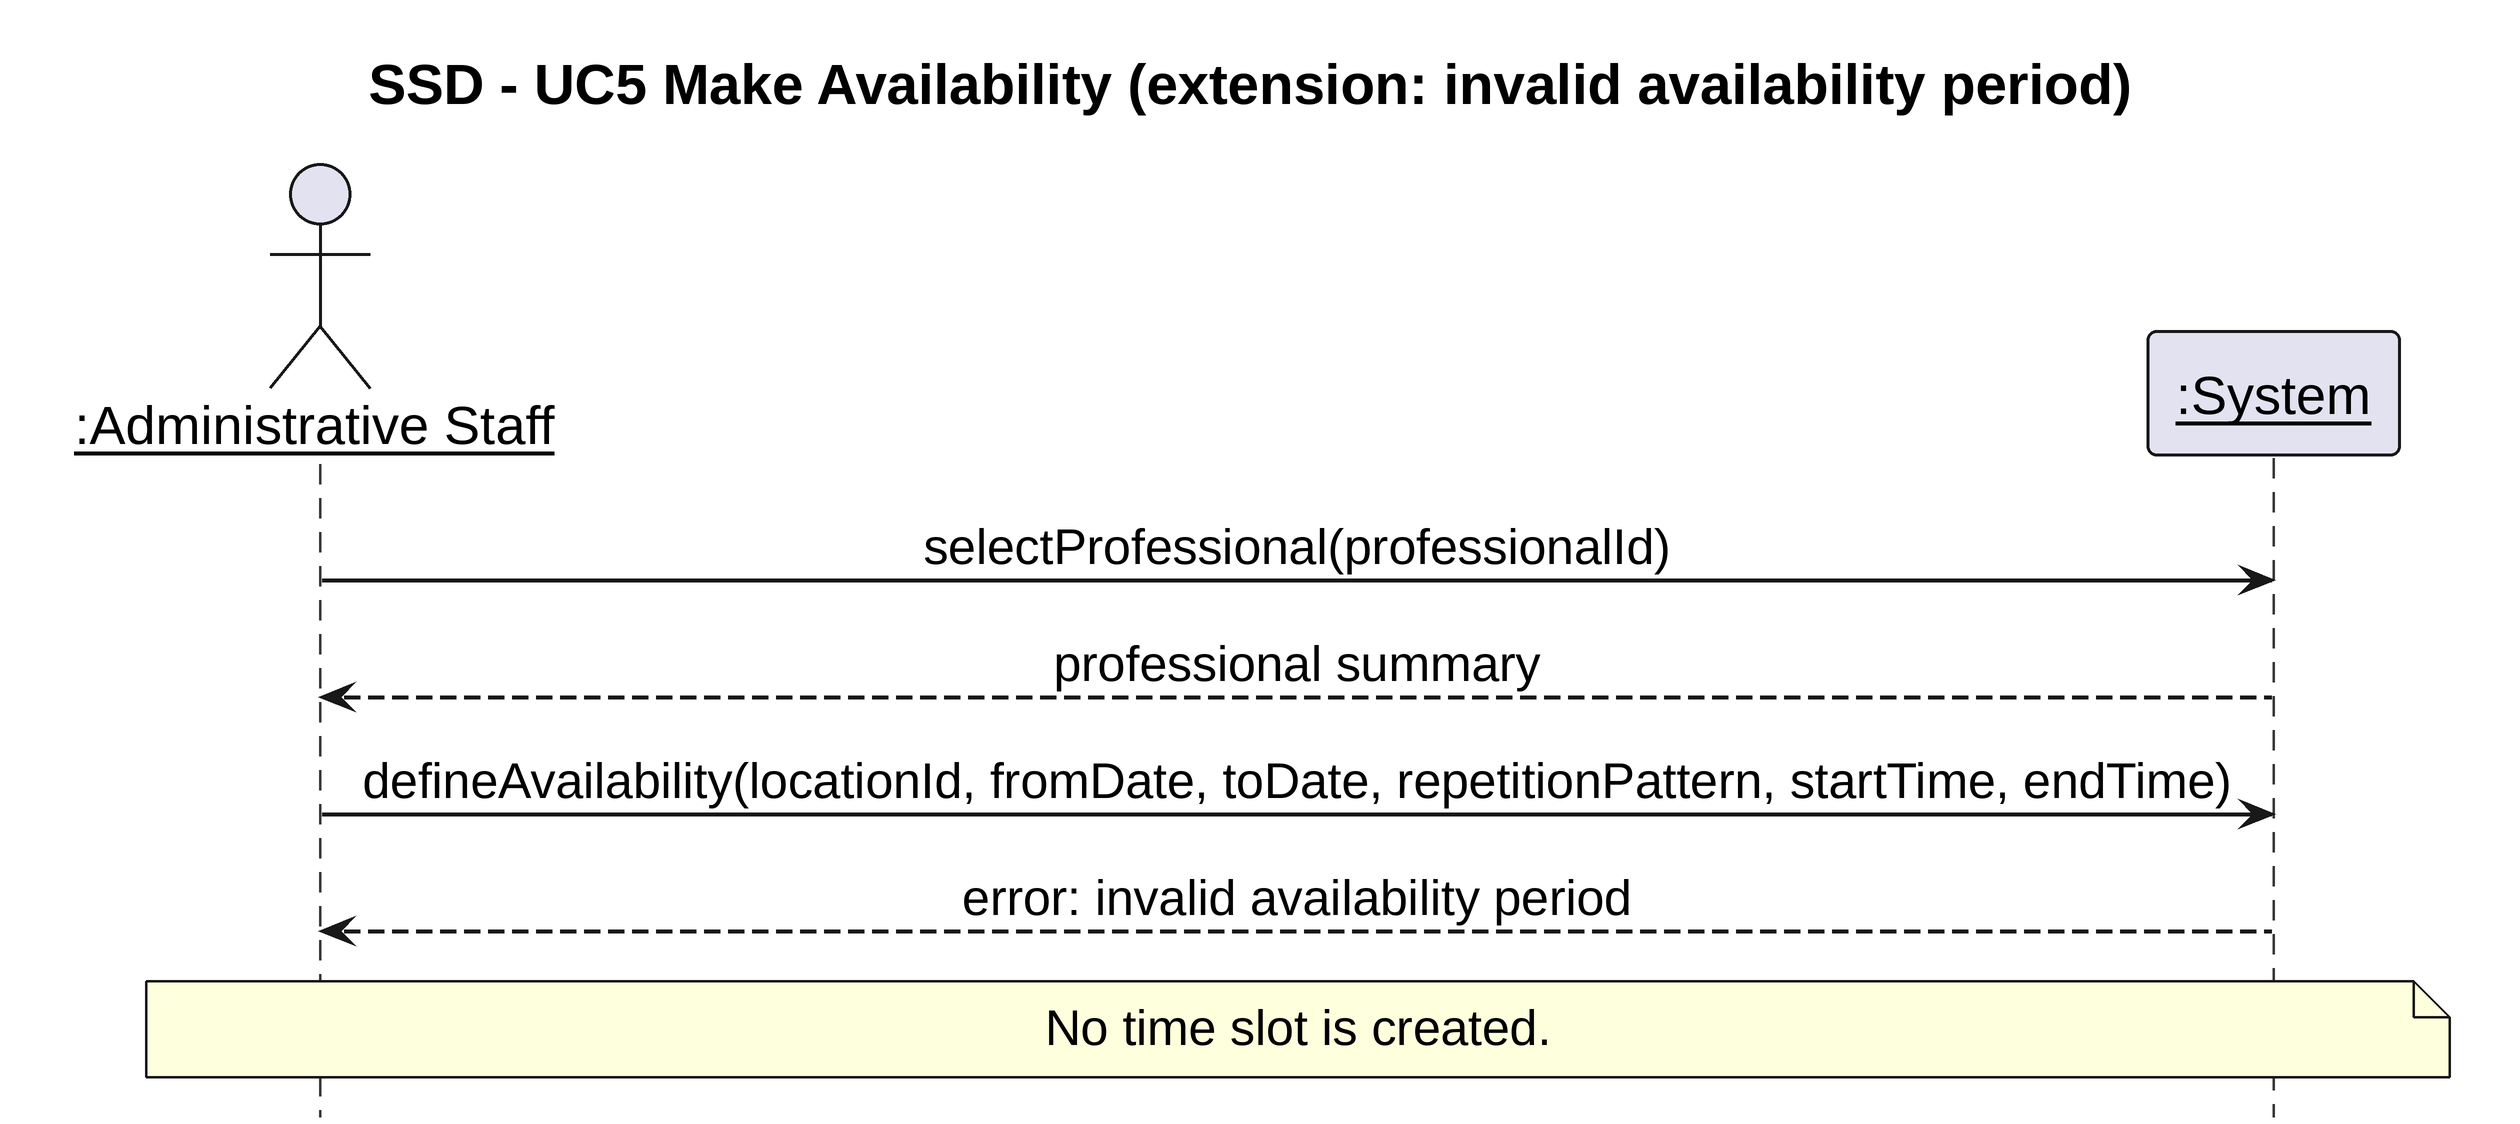 SSD - UC5 Make Availability (extension: invalid availability period)
:Administrative Staff
:System
selectProfessional(professionalId)
professional summary
defineAvailability(locationId, fromDate, toDate, repetitionPattern, startTime, endTime)
error: invalid availability period
No time slot is created.